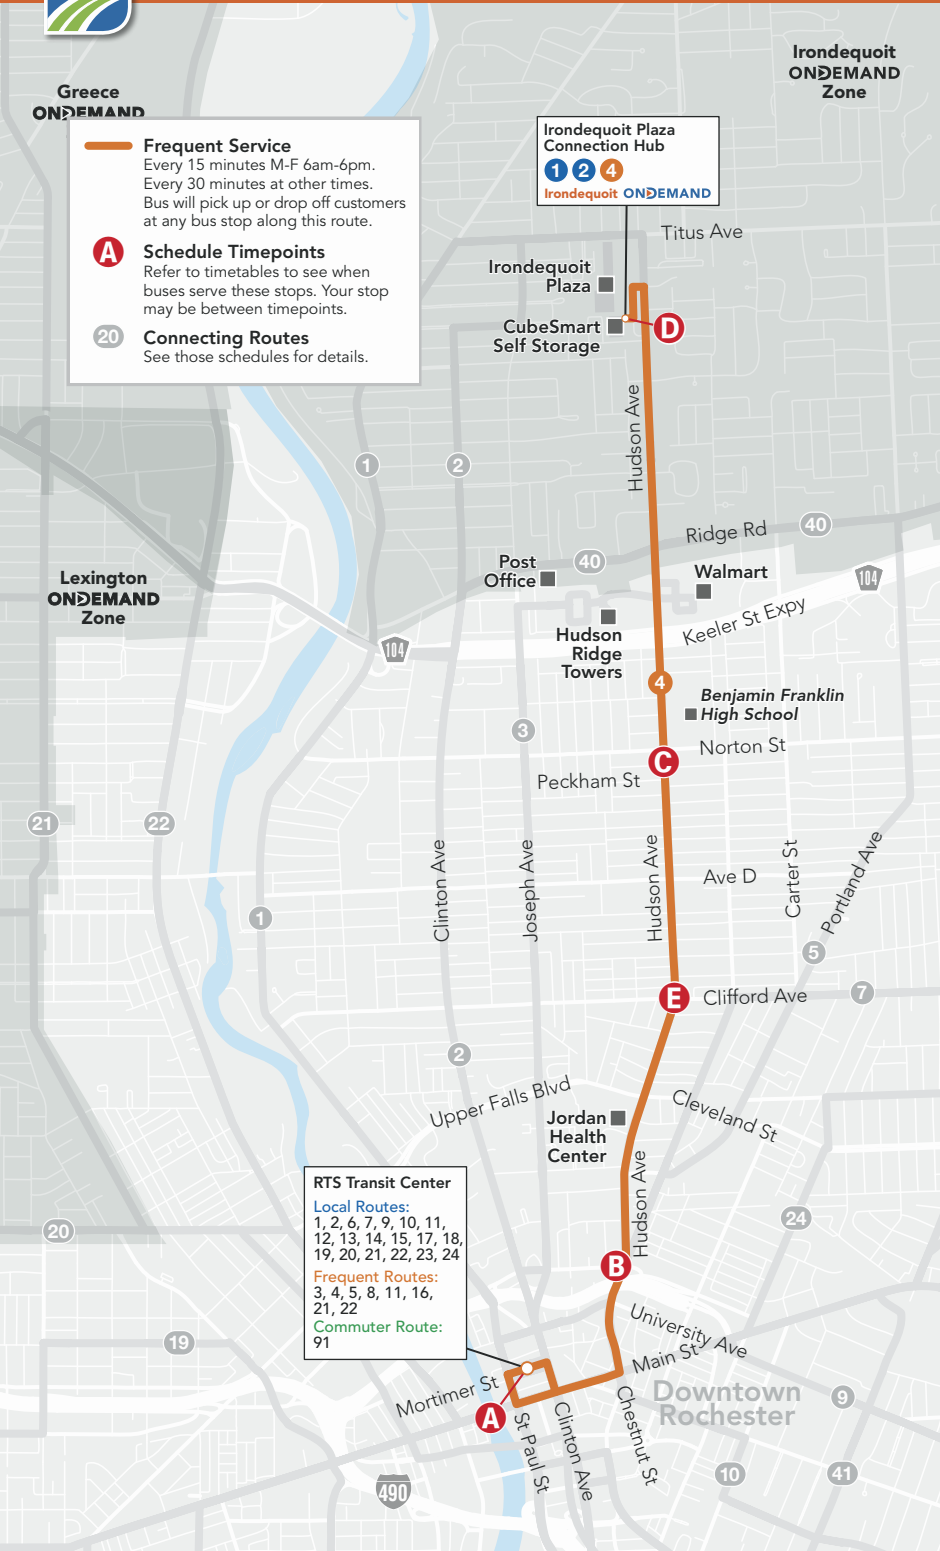 Irondequoit
ONDEMAND
Zone
Greece
ONDEMAND
Frequent Service
Every 15 minutes M-F 6am-6pm.
Every 30 minutes at other times.
Bus will pick up or drop off customers
at any bus stop along this route.
A
Schedule Timepoints
Refer to timetables to see when
buses serve these stops. Your stop
may be between timepoints.
20
Connecting Routes
See those schedules for details.
Irondequoit Plaza
Connection Hub
1 2 4
Irondequoit ONDEMAND
Titus Ave
Irondequoit
Plaza
CubeSmart
Self Storage
D
Hudson Ave
1
2
Ridge Rd
40
40
Post
Office
Walmart
104
Lexington
ONDEMAND
Zone
Keeler St Expy
Hudson
Ridge
Towers
104
4
Benjamin Franklin
High School
3
Norton St
C
Peckham St
21
22
Clinton Ave
Joseph Ave
Hudson Ave
Ave D
Carter St
Portland Ave
1
5
E
Clifford Ave
7
2
Upper Falls Blvd
Jordan
Health
Center
Cleveland St
Hudson Ave
RTS Transit Center
Local Routes:
1, 2, 6, 7, 9, 10, 11,
12, 13, 14, 15, 17, 18,
19, 20, 21, 22, 23, 24
Frequent Routes:
3, 4, 5, 8, 11, 16,
21, 22
Commuter Route:
91
20
24
B
University Ave
19
Main St
Mortimer St
Downtown
Rochester
9
A
St Paul St
Clinton Ave
Chestnut St
490
10
41